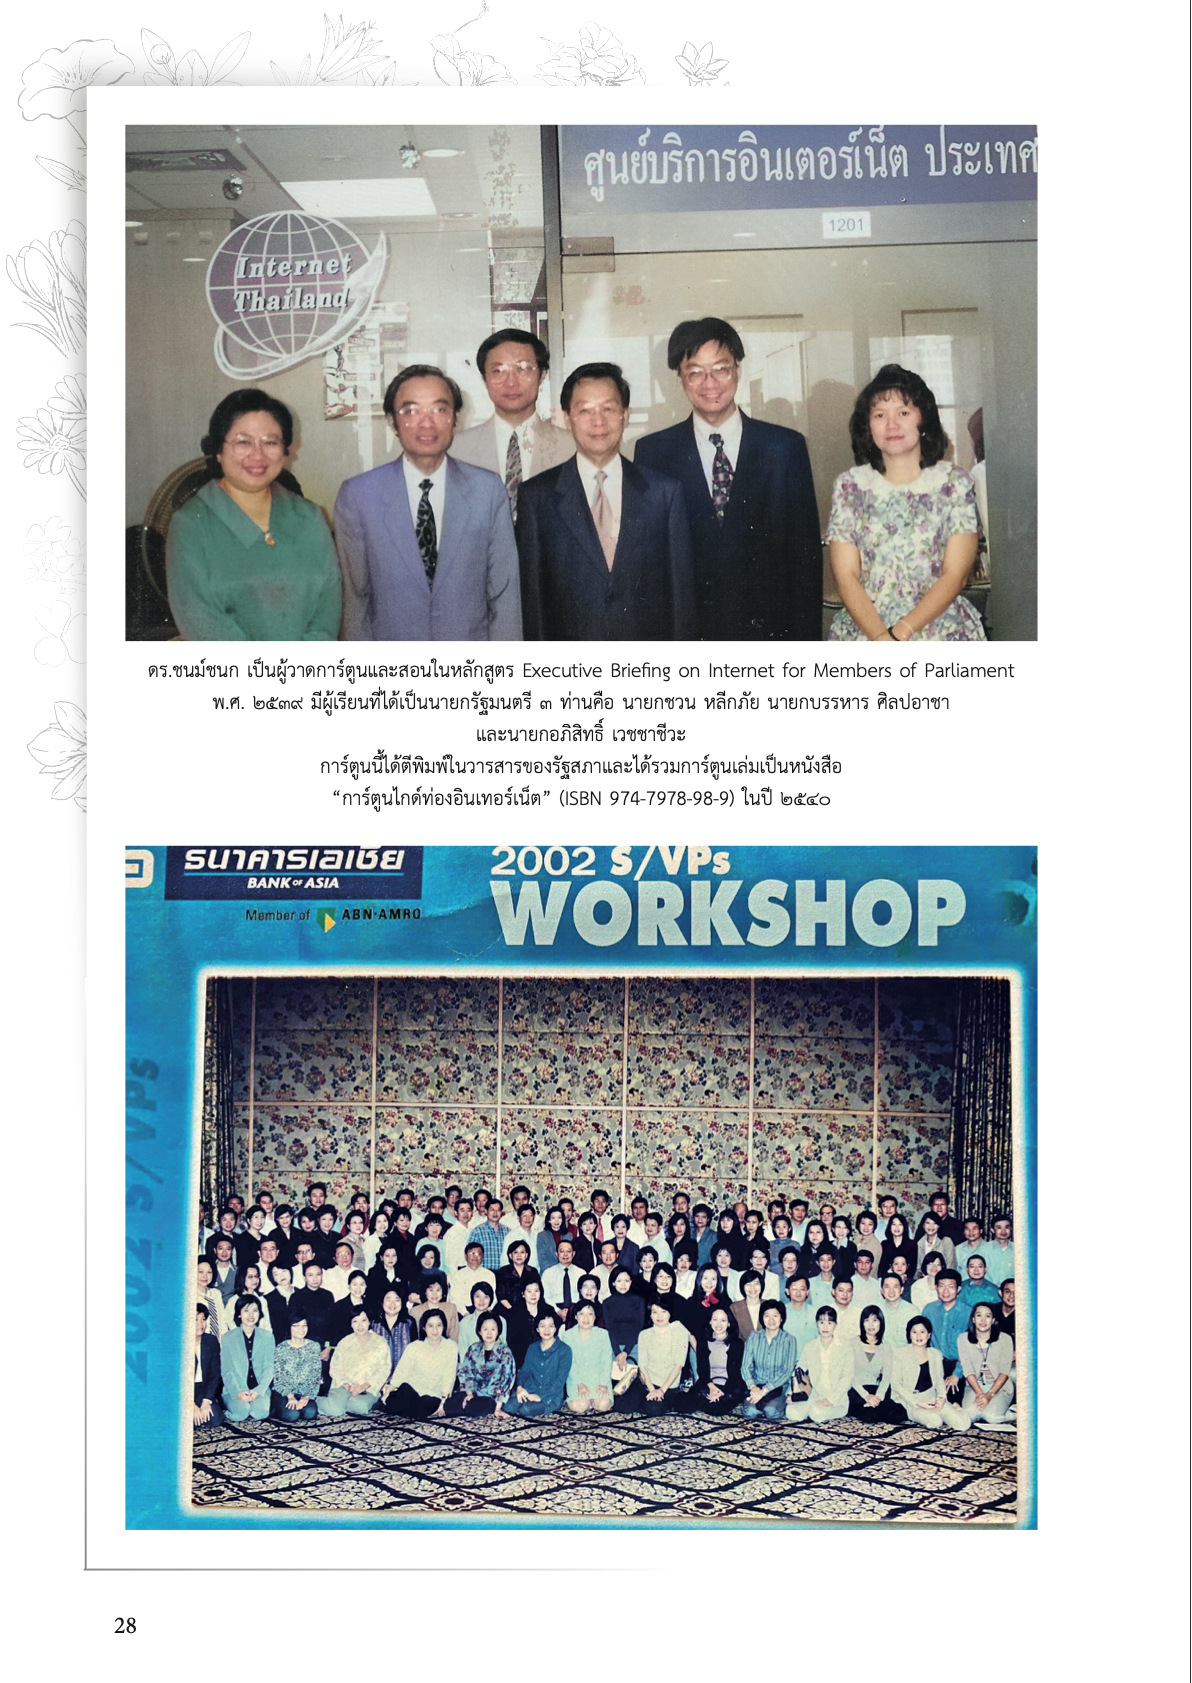 ศูนย์บริการอินเตอร์เน็ต ประเทศ
1201
Internet
Thailand
ดร.ชนม์ชนก เป็นผู้วาดการ์ตูนและสอนในหลักสูตร Executive Briefing on Internet for Members of Parliament
พ.ศ. ๒๕๓๙ มีผู้เรียนที่ได้เป็นนายกรัฐมนตรี ๓ ท่านคือ นายกชวน หลีกภัย นายกบรรหาร ศิลปอาชา
และนายกอภิสิทธิ์ เวชชาชีวะ
การ์ตูนนี้ได้ตีพิมพ์ในวารสารของรัฐสภาและได้รวมการ์ตูนเล่มเป็นหนังสือ
“การ์ตูนไกด์ท่องอินเทอร์เน็ต” (ISBN 974-7978-98-9) ในปี ๒๕๔๐
ธนาคารเอเชีย
BANK OF ASIA
Member of ABN·AMRO
2002 S/VPs
WORKSHOP
2002 S/VPs
28